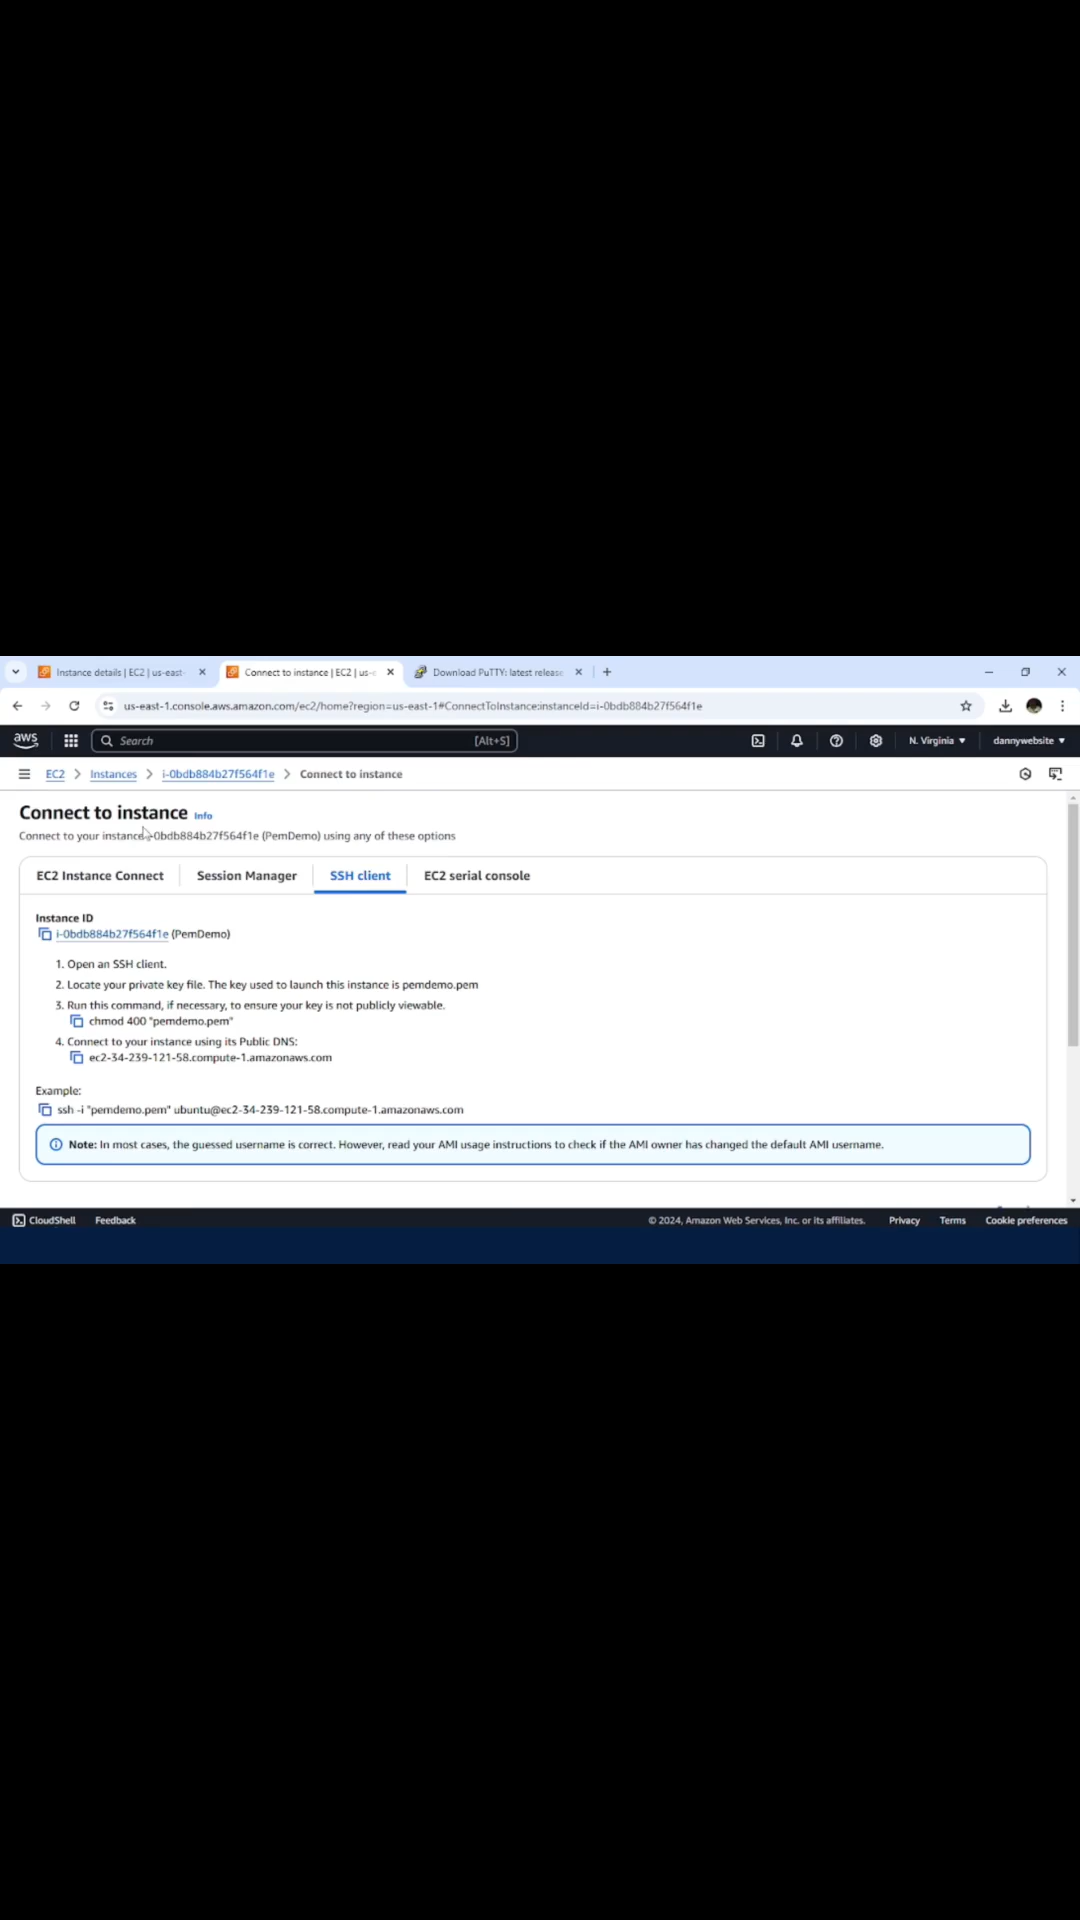 Instance details | EC2 | us-east-
Connect to instance | EC2 | us-e
Download PuTTY: latest release
us-east-1.console.aws.amazon.com/ec2/home?region=us-east-1#ConnectToInstance:instanceId=i-0bdb884b27f564f1e
aws
Search
[Alt+S]
N. Virginia
dannywebsite
EC2 > Instances > i-0bdb884b27f564f1e > Connect to instance
Connect to instance Info
Connect to your instance i-0bdb884b27f564f1e (PemDemo) using any of these options
EC2 Instance Connect
Session Manager
SSH client
EC2 serial console
Instance ID
i-0bdb884b27f564f1e (PemDemo)
1. Open an SSH client.
2. Locate your private key file. The key used to launch this instance is pemdemo.pem
3. Run this command, if necessary, to ensure your key is not publicly viewable.
chmod 400 "pemdemo.pem"
4. Connect to your instance using its Public DNS:
ec2-34-239-121-58.compute-1.amazonaws.com
Example:
ssh -i "pemdemo.pem" ubuntu@ec2-34-239-121-58.compute-1.amazonaws.com
Note: In most cases, the guessed username is correct. However, read your AMI usage instructions to check if the AMI owner has changed the default AMI username.
CloudShell
Feedback
© 2024, Amazon Web Services, Inc. or its affiliates.
Privacy
Terms
Cookie preferences